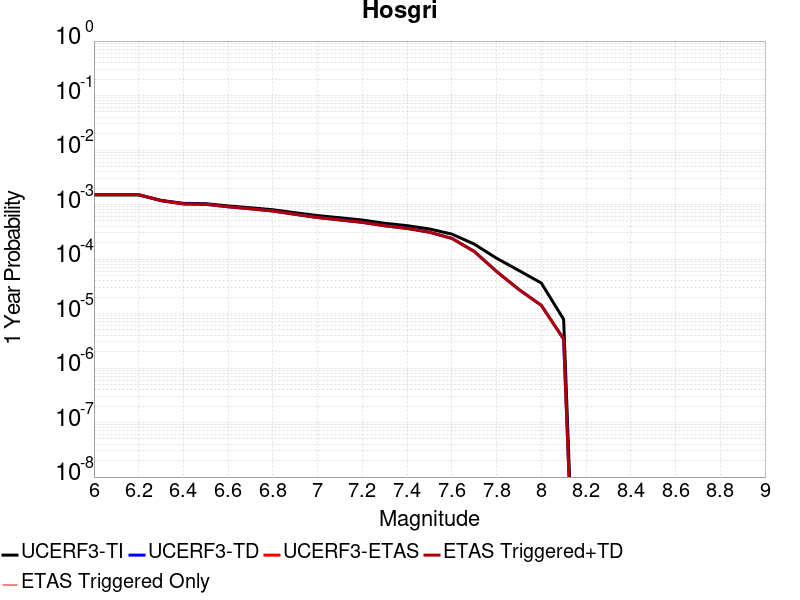 Hosgri
10^0
10^-1
10^-2
10^-3
10^-4
10^-5
10^-6
10^-7
10^-8
1 Year Probability
6 6.2 6.4 6.6 6.8 7 7.2 7.4 7.6 7.8 8 8.2 8.4 8.6 8.8 9
Magnitude
UCERF3-TI UCERF3-TD UCERF3-ETAS ETAS Triggered+TD
ETAS Triggered Only